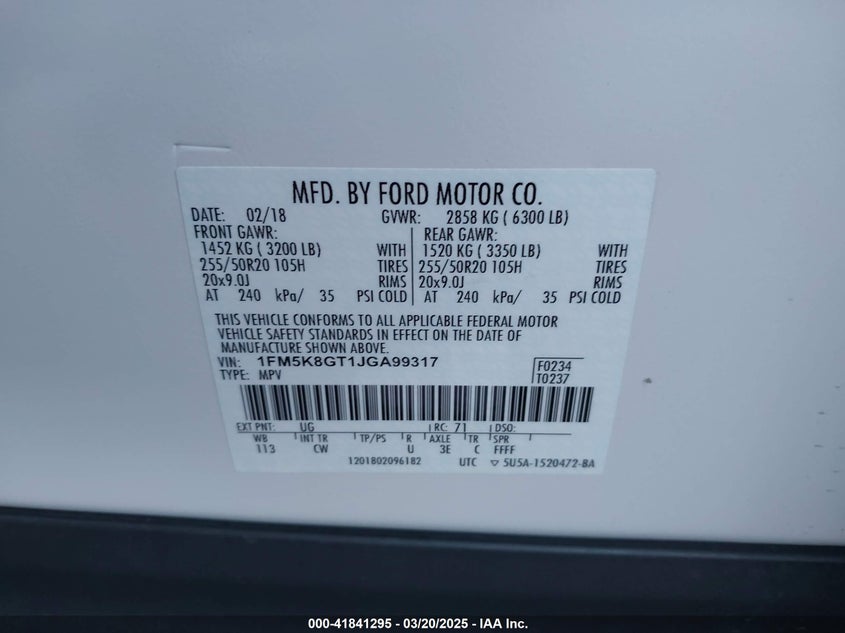 MFD. BY FORD MOTOR CO.
DATE: 02/18 GVWR: 2858 KG ( 6300 LB)
FRONT GAWR: REAR GAWR:
1452 KG ( 3200 LB) WITH 1520 KG ( 3350 LB) WITH
255/50R20 105H TIRES 255/50R20 105H TIRES
20x9.0J RIMS 20x9.0J RIMS
AT 240 kPa/ 35 PSI COLD AT 240 kPa/ 35 PSI COLD
THIS VEHICLE CONFORMS TO ALL APPLICABLE FEDERAL MOTOR
VEHICLE SAFETY STANDARDS IN EFFECT ON THE DATE OF
MANUFACTURE SHOWN ABOVE.
VIN: 1FM5K8GT1JGA99317 F0234
TYPE: MPV T0237
EXT PNT: UG RC: 71 DSO:
WB INT TR TP/PS R AXLE TR SPR
113 CW U 3E C FFFF
1201802096182 UTC ▽ 5U5A-1520472-BA
000-41841295 - 03/20/2025 - IAA Inc.